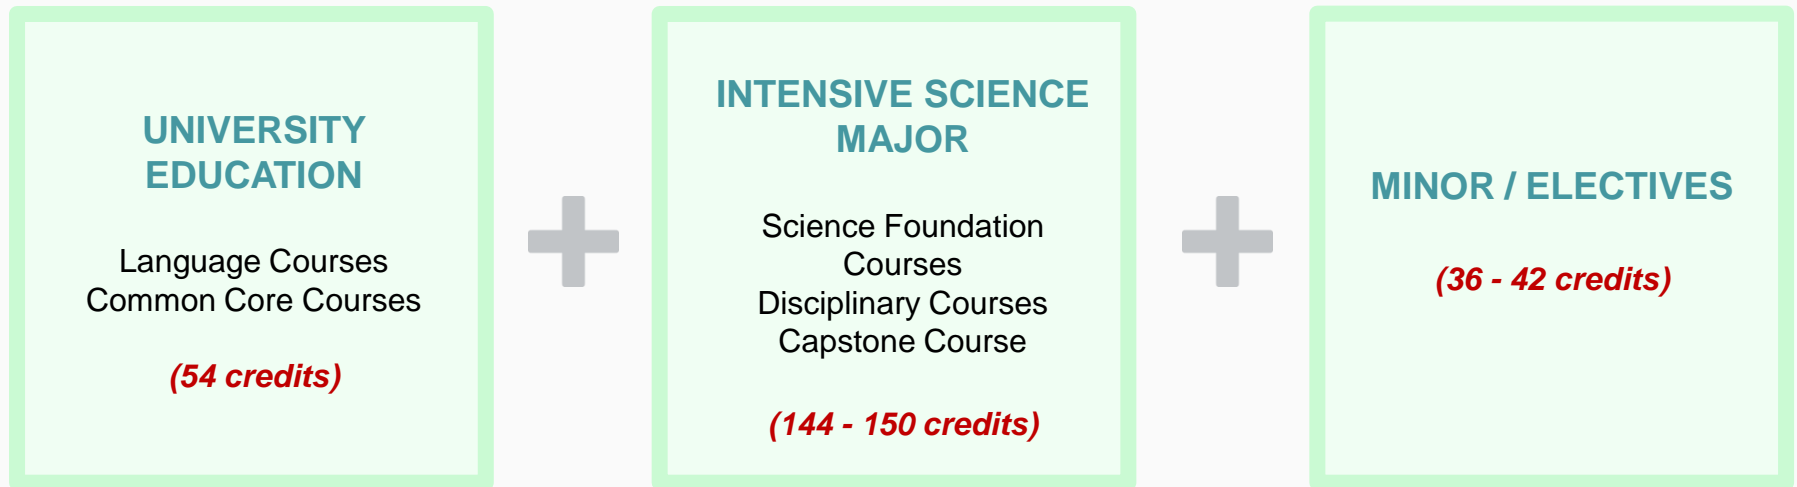 UNIVERSITY
EDUCATION
Language Courses
Common Core Courses
(54 credits)
INTENSIVE SCIENCE
MAJOR
Science Foundation
Courses
Disciplinary Courses
Capstone Course
(144 - 150 credits)
MINOR / ELECTIVES
(36 - 42 credits)